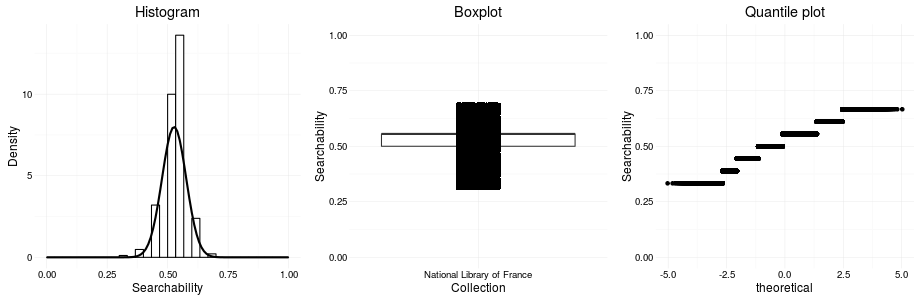 Histogram
Density
10
5
0
0.00 0.25 0.50 0.75 1.00
Searchability
Boxplot
Searchability
1.00
0.75
0.50
0.25
0.00
National Library of France
Collection
Quantile plot
Searchability
1.00
0.75
0.50
0.25
0.00
-5.0 -2.5 0.0 2.5 5.0
theoretical